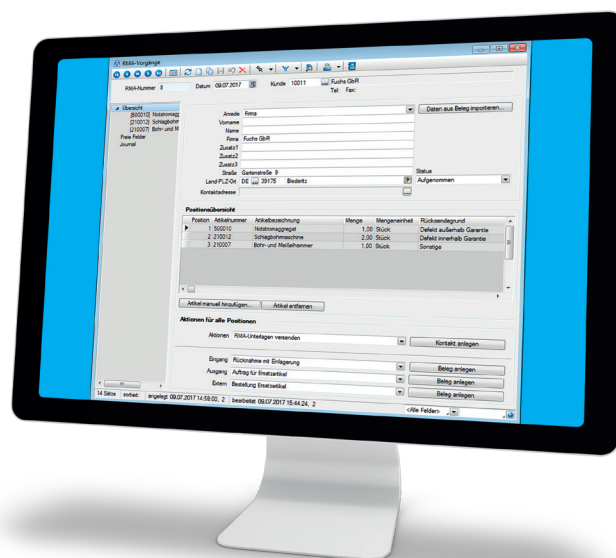 RMA-Vorgänge
RMA-Nummer 8 Datum 09.07.2017 Kunde 10011 Fuchs GbR
Tel: Fax:
Übersicht
[500010] Notstromaggr
[210012] Schlagbohrm
[210007] Bohr- und M
Freie Felder
Journal
Anrede Firma
Daten aus Beleg importieren...
Vorname
Name
Firma Fuchs GbR
Zusatz1
Zusatz2
Zusatz3
Straße Gartenstraße 9
Status
Land-PLZ-Ort DE 39175 Biederitz
Aufgenommen
Kontaktadresse
Positionsübersicht
Position Artikelnummer Artikelbezeichnung Menge Mengeneinheit Rücksendegrund
1 500010 Notstromaggregat 1,00 Stück Defekt außerhalb Garantie
2 210012 Schlagbohrmaschine 2,00 Stück Defekt innerhalb Garantie
3 210007 Bohr- und Meißelhammer 1,00 Stück Sonstige
Artikel manuell hinzufügen... Artikel entfernen
Aktionen für alle Positionen
Aktionen RMA-Unterlagen versenden Kontakt anlegen
Eingang Rücknahme mit Einlagerung Beleg anlegen
Ausgang Auftrag für Ersatzartikel Beleg anlegen
Extern Bestellung Ersatzartikel Beleg anlegen
14 Sätze sortiert: angelegt 09.07.2017 14:58:00, 2 bearbeitet 09.07.2017 15:44:24, 2 <Alle Felder>